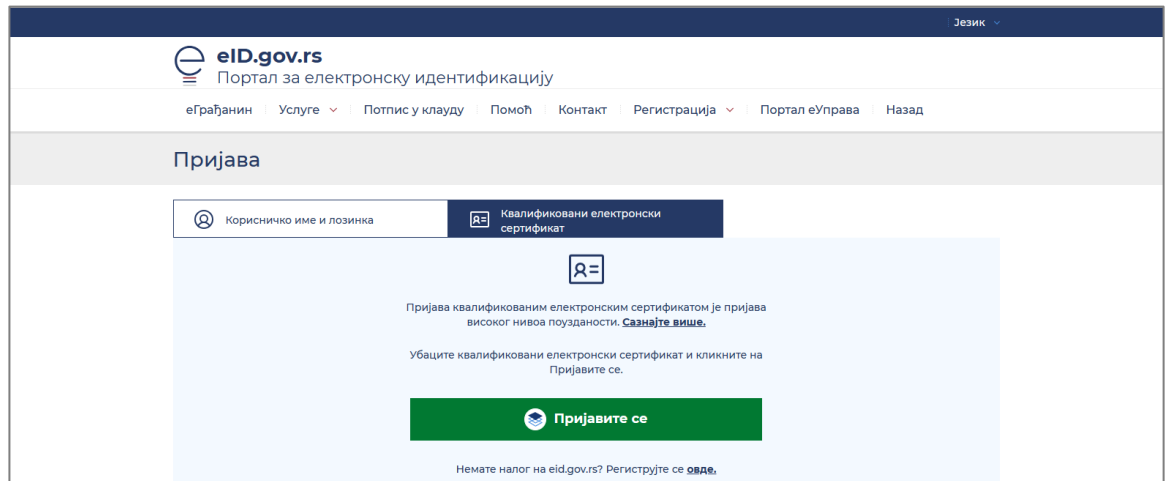 Језик
eID.gov.rs
Портал за електронску идентификацију
еГрађанин Услуге Потпис у клауду Помоћ Контакт Регистрација Портал еУправа Назад
Пријава
Корисничко име и лозинка
Квалификовани електронски
сертификат
Пријава квалификованим електронским сертификатом је пријава
високог нивоа поузданости. Сазнајте више.
Убаците квалификовани електронски сертификат и кликните на
Пријавите се.
Пријавите се
Немате налог на eid.gov.rs? Региструјте се овде.